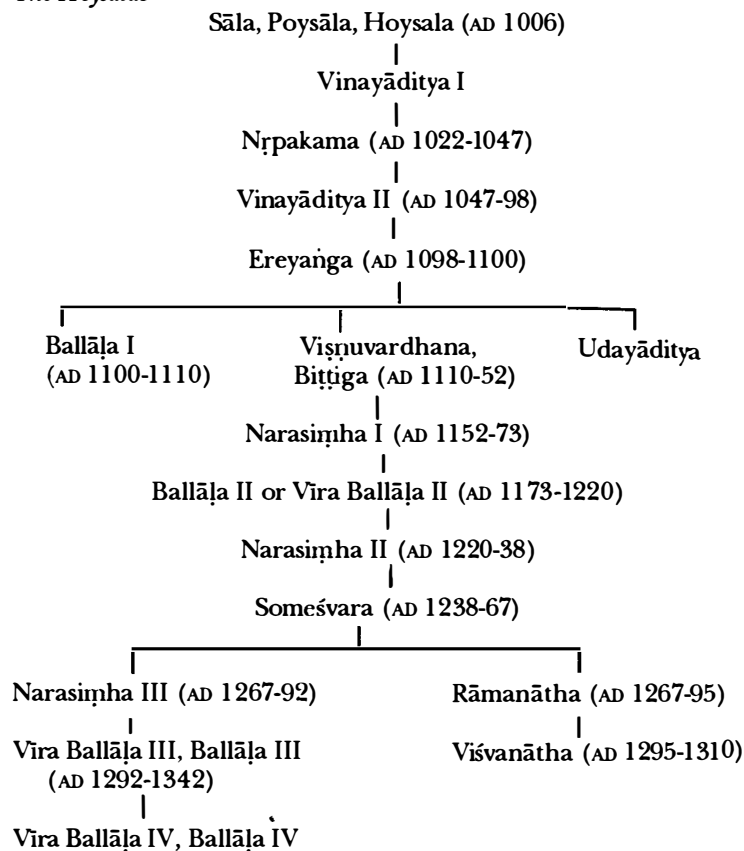 Sāla, Poysāla, Hoysala (AD 1006)
Vinayāditya I
Nṛpakama (AD 1022-1047)
Vinayāditya II (AD 1047-98)
Ereyaṅga (AD 1098-1100)
Ballāḷa I
(AD 1100-1110)
Viṣṇuvardhana,
Biṭṭiga (AD 1110-52)
Udayāditya
Narasiṃha I (AD 1152-73)
Ballāḷa II or Vīra Ballāḷa II (AD 1173-1220)
Narasiṃha II (AD 1220-38)
Someśvara (AD 1238-67)
Narasiṃha III (AD 1267-92)
Rāmanātha (AD 1267-95)
Vīra Ballāḷa III, Ballāḷa III
(AD 1292-1342)
Viśvanātha (AD 1295-1310)
Vīra Ballāḷa IV, Ballāḷa IV